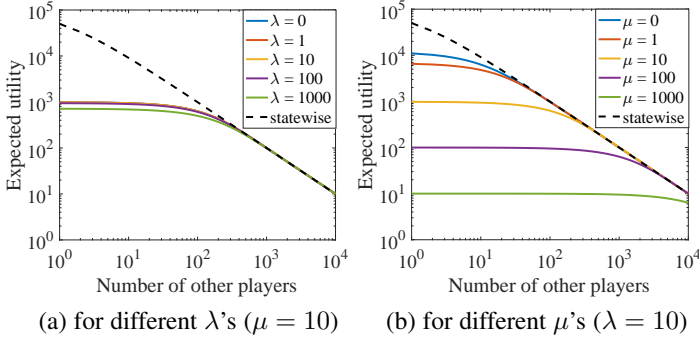 10^5
10^4
10^3
10^2
10^1
10^0
Expected utility
λ = 0
λ = 1
λ = 10
λ = 100
λ = 1000
statewise
10^0 10^1 10^2 10^3 10^4
Number of other players
(a) for different λ's (μ = 10)
10^5
10^4
10^3
10^2
10^1
10^0
Expected utility
μ = 0
μ = 1
μ = 10
μ = 100
μ = 1000
statewise
10^0 10^1 10^2 10^3 10^4
Number of other players
(b) for different μ's (λ = 10)